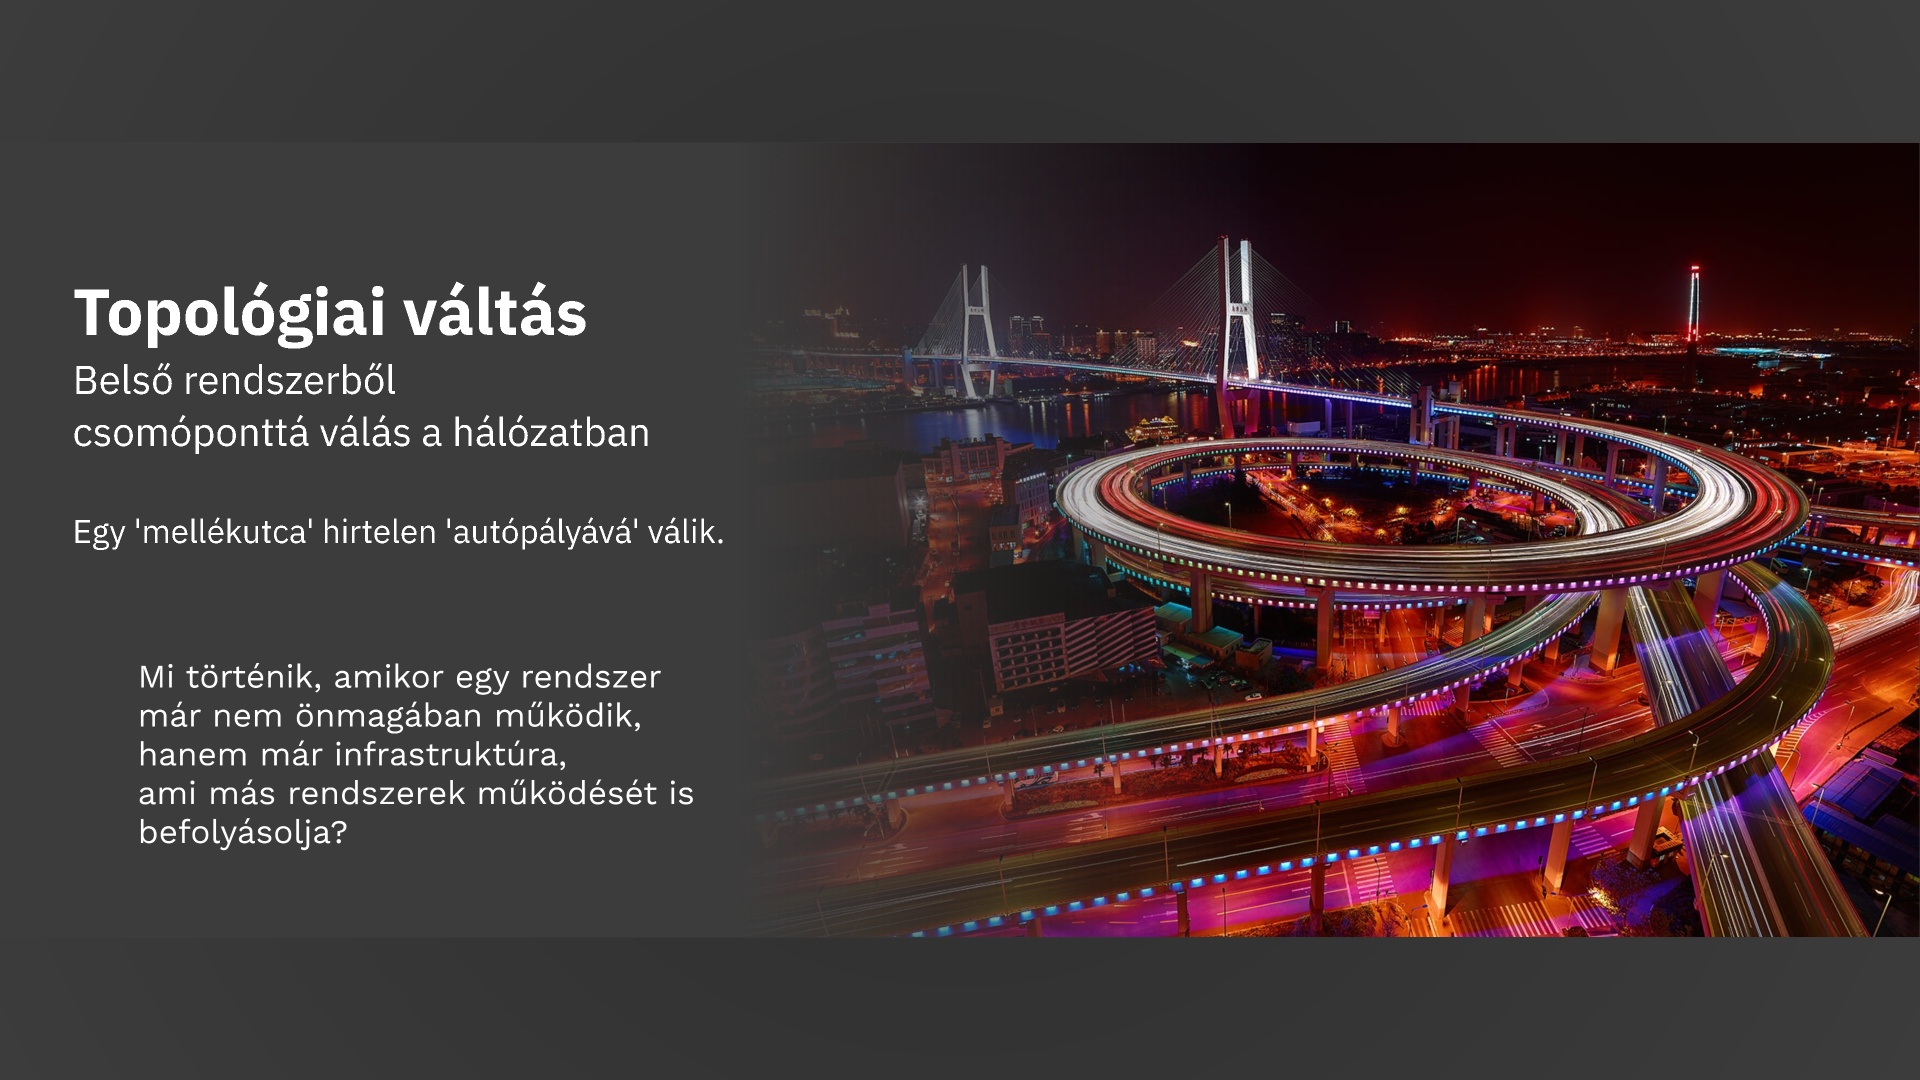 Topológiai váltás
Belső rendszerből
csomóponttá válás a hálózatban
Egy 'mellékutca' hirtelen 'autópályává' válik.
Mi történik, amikor egy rendszer
már nem önmagában működik,
hanem már infrastruktúra,
ami más rendszerek működését is
befolyásolja?